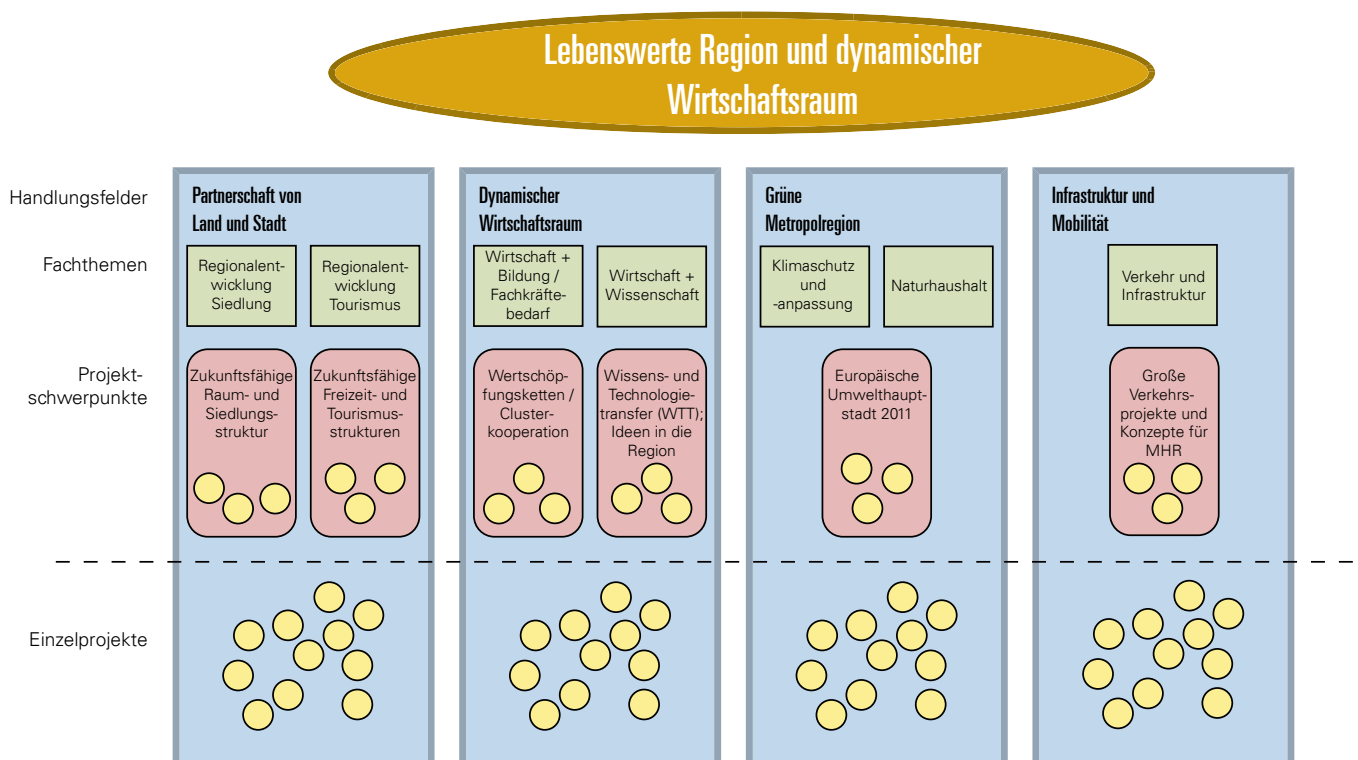 Lebenswerte Region und dynamischer
Wirtschaftsraum
Handlungsfelder
Partnerschaft von
Land und Stadt
Dynamischer
Wirtschaftsraum
Grüne
Metropolregion
Infrastruktur und
Mobilität
Fachthemen
Regionalent-
wicklung
Siedlung
Regionalent-
wicklung
Tourismus
Wirtschaft +
Bildung /
Fachkräfte-
bedarf
Wirtschaft +
Wissenschaft
Klimaschutz
und
-anpassung
Naturhaushalt
Verkehr und
Infrastruktur
Projekt-
schwerpunkte
Zukunftsfähige
Raum- und
Siedlungs-
struktur
Zukunftsfähige
Freizeit- und
Tourismus-
strukturen
Wertschöp-
fungsketten /
Cluster-
kooperation
Wissens- und
Technologie-
transfer (WTT);
Ideen in die
Region
Europäische
Umwelthaupt-
stadt 2011
Große
Verkehrs-
projekte und
Konzepte für
MHR
Einzelprojekte